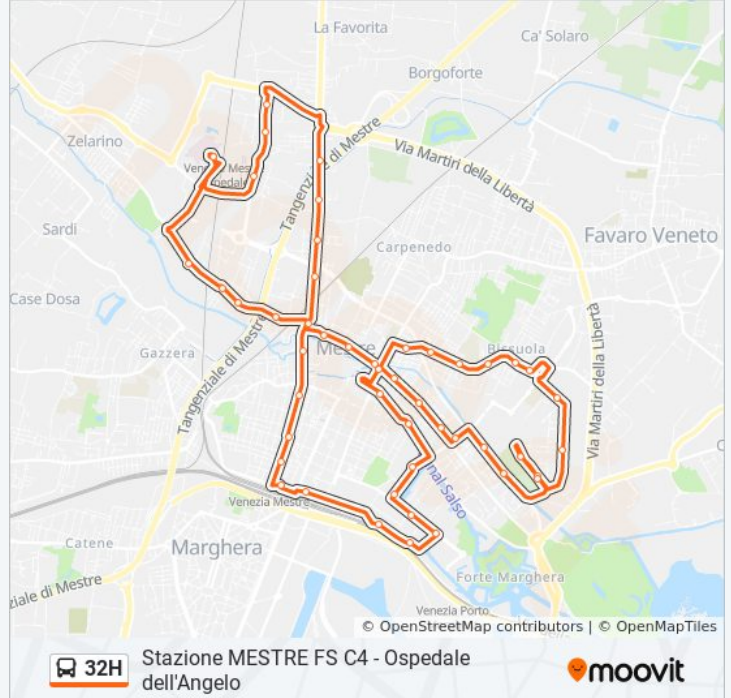 La Favorita
Ca' Solaro
Borgoforte
Zelarino
Tangenziale di Mestre
Via Martiri della Libertà
Sardi
Carpenedo
Favaro Veneto
Case Dosa
Gazzera
Mestre
Bissuola
Tangenziale di Mestre
Via Martiri della Libertà
Salso
Venezia Mestre
Catene
Marghera
Forte Marghera
di Mestre
Venezia Porto
© OpenStreetMap contributors | © OpenMapTiles
32H
Stazione MESTRE FS C4 - Ospedale
dell'Angelo
moovit